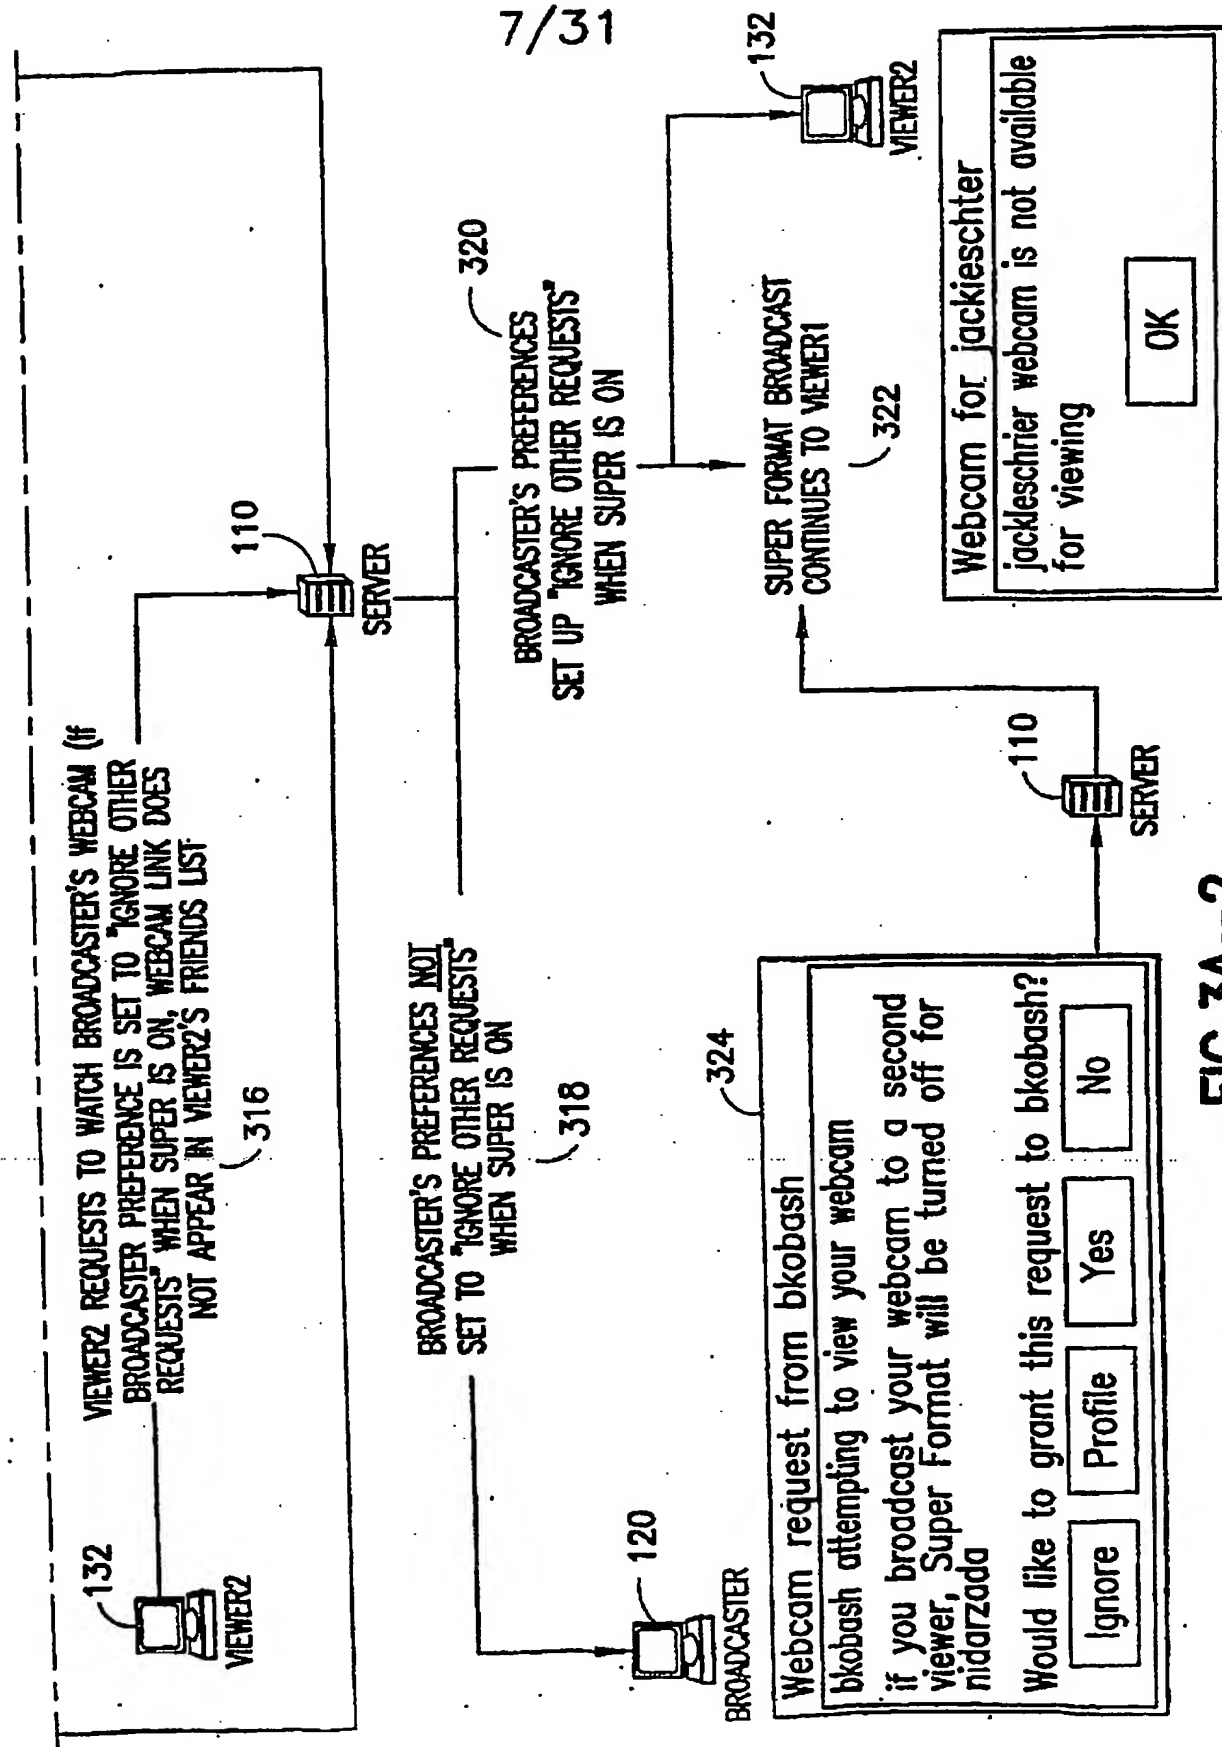 7/31
132
VIEWER2
VIEWER2 REQUESTS TO WATCH BROADCASTER'S WEBCAM (If
BROADCASTER PREFERENCE IS SET TO "IGNORE OTHER
REQUESTS" WHEN SUPER IS ON, WEBCAM LINK DOES
NOT APPEAR IN VIEWER2'S FRIENDS LIST
316
110
SERVER
BROADCASTER'S PREFERENCES NOT
SET TO "IGNORE OTHER REQUESTS"
WHEN SUPER IS ON
318
BROADCASTER'S PREFERENCES
SET UP "IGNORE OTHER REQUESTS"
WHEN SUPER IS ON
320
120
BROADCASTER
SUPER FORMAT BROADCAST
CONTINUES TO VIEWER1
322
132
VIEWER2
324
Webcam request from bkobash
bkobash attempting to view your webcam
if you broadcast your webcam to a second
viewer, Super Format will be turned off for
nidarzada
Would like to grant this request to bkobash?
Ignore
Profile
Yes
No
110
SERVER
Webcam for jackieschter
jackleschrier webcam is not available
for viewing
OK
FIG.3A-2